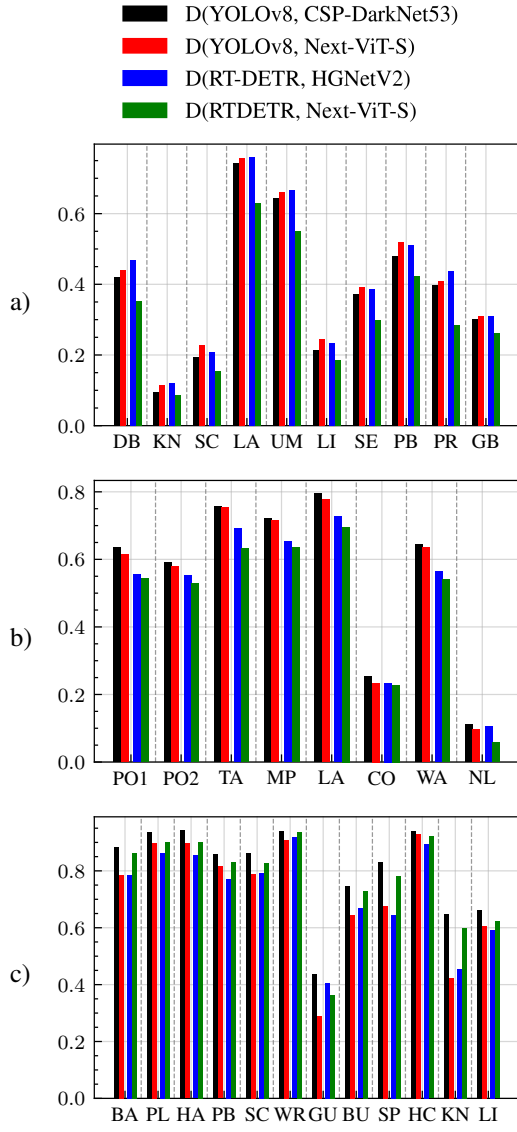 D(YOLOv8, CSP-DarkNet53)
D(YOLOv8, Next-ViT-S)
D(RT-DETR, HGNetV2)
D(RTDETR, Next-ViT-S)
a)
0.6
0.4
0.2
0.0
DB KN SC LA UM LI SE PB PR GB
b)
0.8
0.6
0.4
0.2
0.0
PO1 PO2 TA MP LA CO WA NL
c)
0.8
0.6
0.4
0.2
0.0
BA PL HA PB SC WR GU BU SP HC KN LI